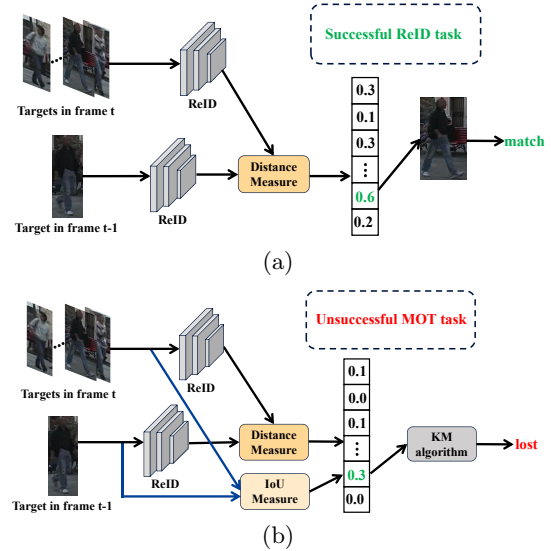 Successful ReID task
Targets in frame t
ReID
0.3
0.1
0.3
⋮
0.6
0.2
match
Distance
Measure
ReID
Target in frame t-1
(a)
Unsuccessful MOT task
Targets in frame t
ReID
0.1
0.0
0.1
⋮
0.3
0.0
Distance
Measure
KM
algorithm
lost
ReID
IoU
Measure
Target in frame t-1
(b)